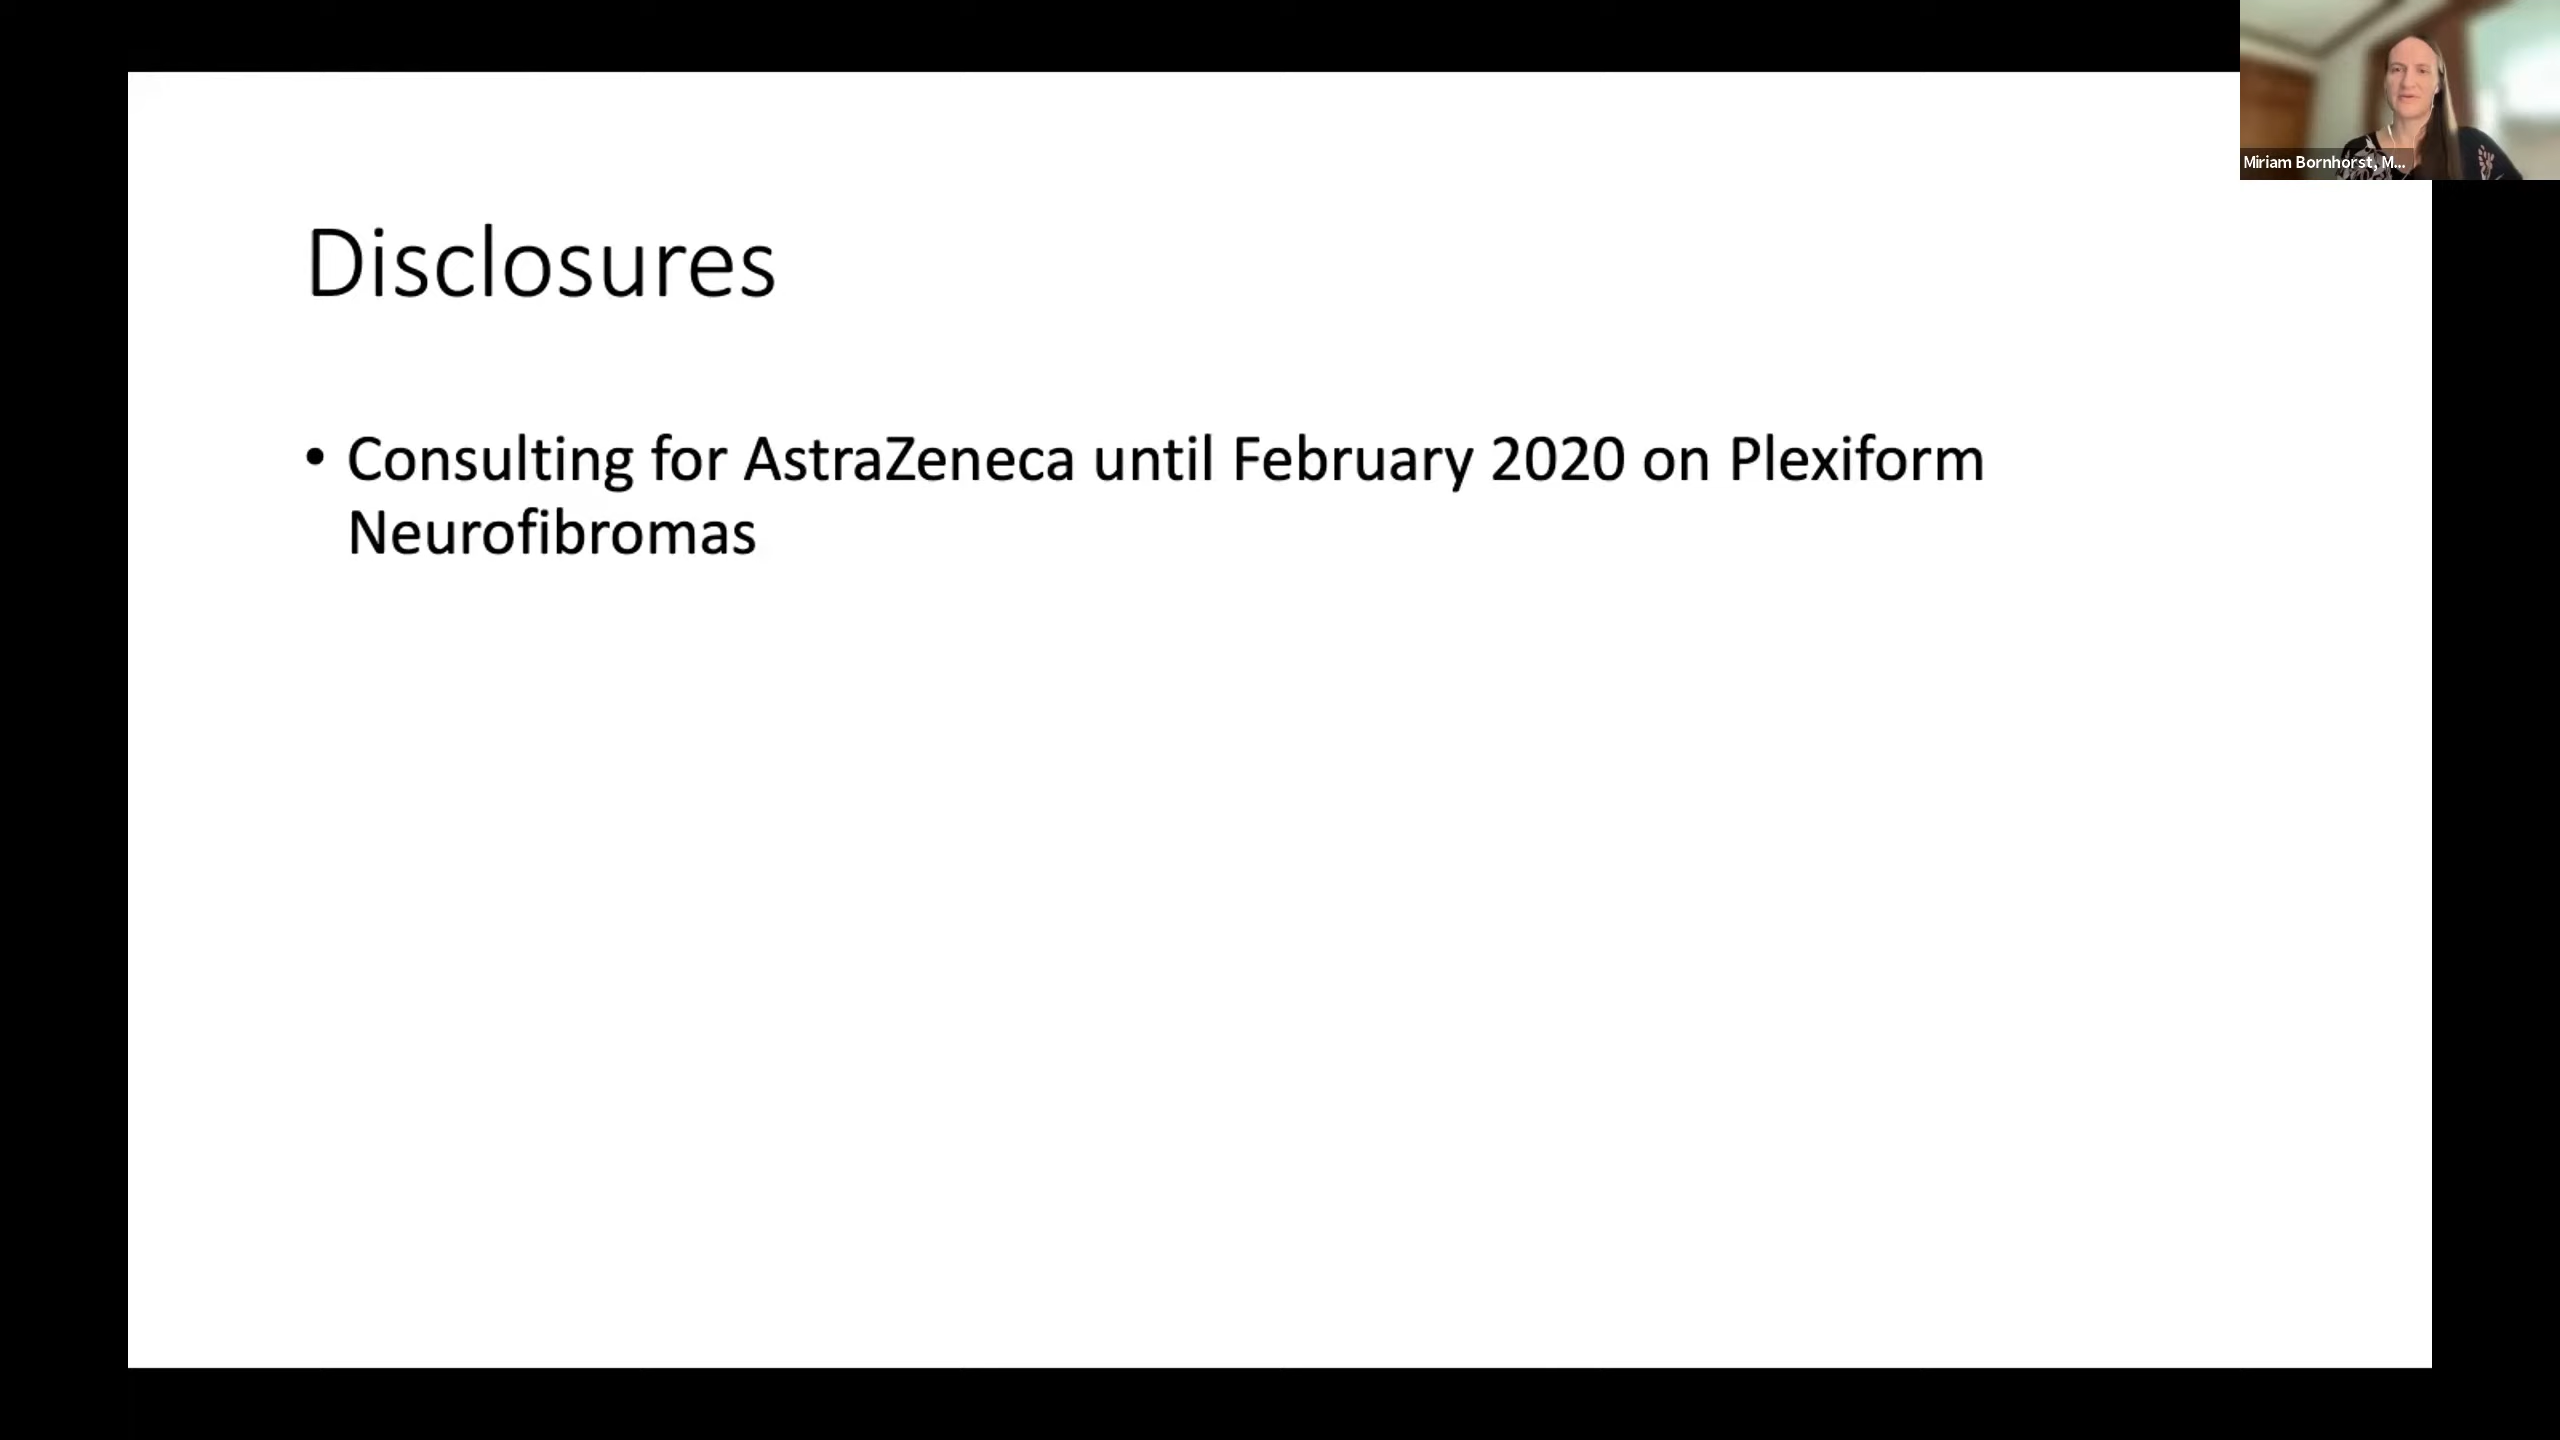 Miriam Bornhorst, M...
Disclosures
• Consulting for AstraZeneca until February 2020 on Plexiform
Neurofibromas